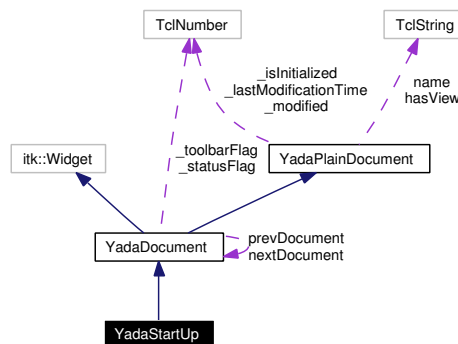 TclNumber
TclString
_isInitialized
_lastModificationTime
_modified
name
hasView
itk::Widget
_toolbarFlag
_statusFlag
YadaPlainDocument
YadaDocument
prevDocument
nextDocument
YadaStartUp